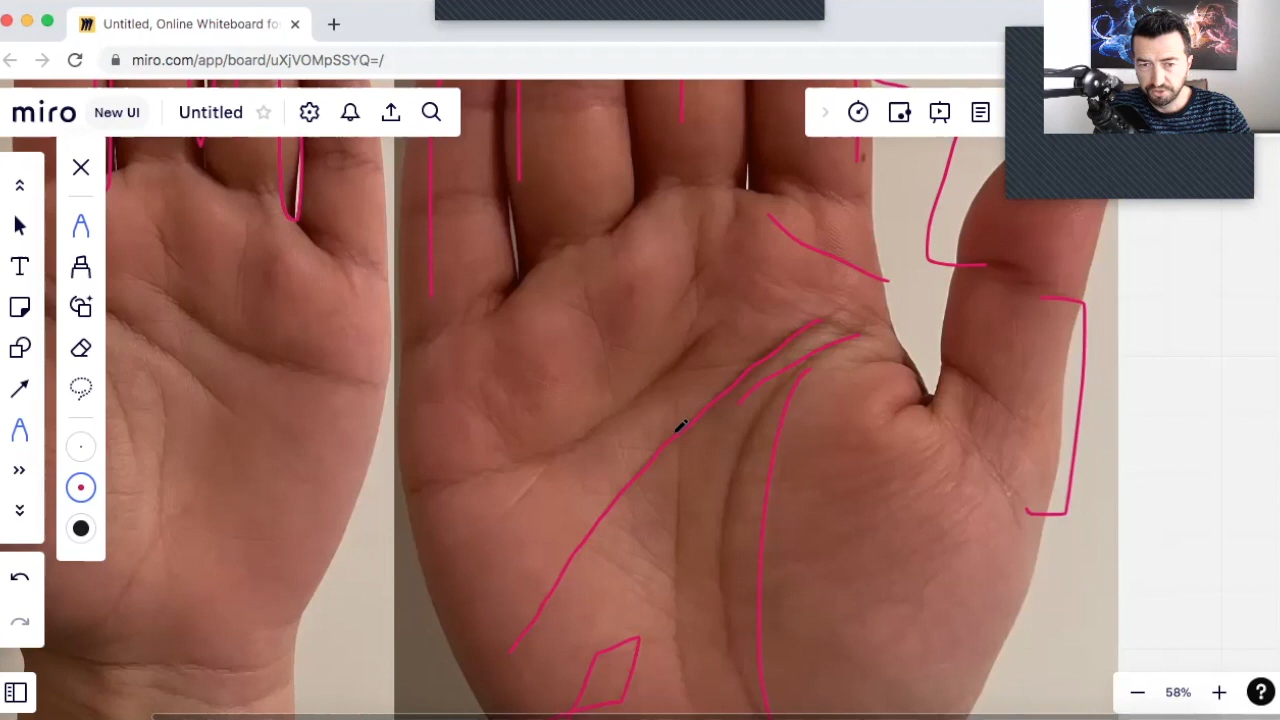 Untitled, Online Whiteboard fo
miro.com/app/board/uXjVOMpSSYQ=/
miro New UI Untitled
58% ?